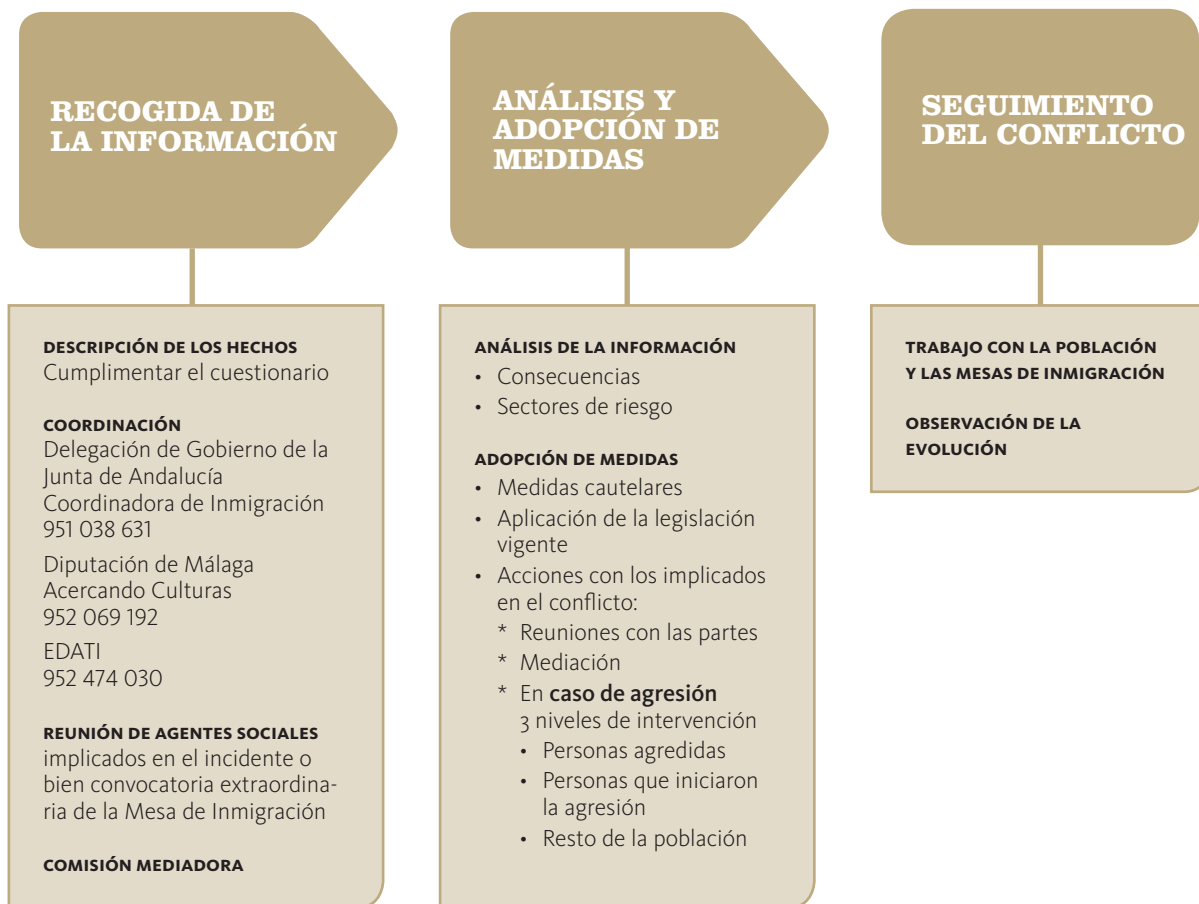 RECOGIDA DE
LA INFORMACIÓN
DESCRIPCIÓN DE LOS HECHOS
Cumplimentar el cuestionario
COORDINACIÓN
Delegación de Gobierno de la
Junta de Andalucía
Coordinadora de Inmigración
951 038 631
Diputación de Málaga
Acercando Culturas
952 069 192
EDATI
952 474 030
REUNIÓN DE AGENTES SOCIALES
implicados en el incidente o
bien convocatoria extraordina-
ria de la Mesa de Inmigración
COMISIÓN MEDIADORA
ANÁLISIS Y
ADOPCIÓN DE
MEDIDAS
ANÁLISIS DE LA INFORMACIÓN
• Consecuencias
• Sectores de riesgo
ADOPCIÓN DE MEDIDAS
• Medidas cautelares
• Aplicación de la legislación
vigente
• Acciones con los implicados
en el conflicto:
* Reuniones con las partes
* Mediación
* En caso de agresión
3 niveles de intervención
• Personas agredidas
• Personas que iniciaron
la agresión
• Resto de la población
SEGUIMIENTO
DEL CONFLICTO
TRABAJO CON LA POBLACIÓN
Y LAS MESAS DE INMIGRACIÓN
OBSERVACIÓN DE LA
EVOLUCIÓN